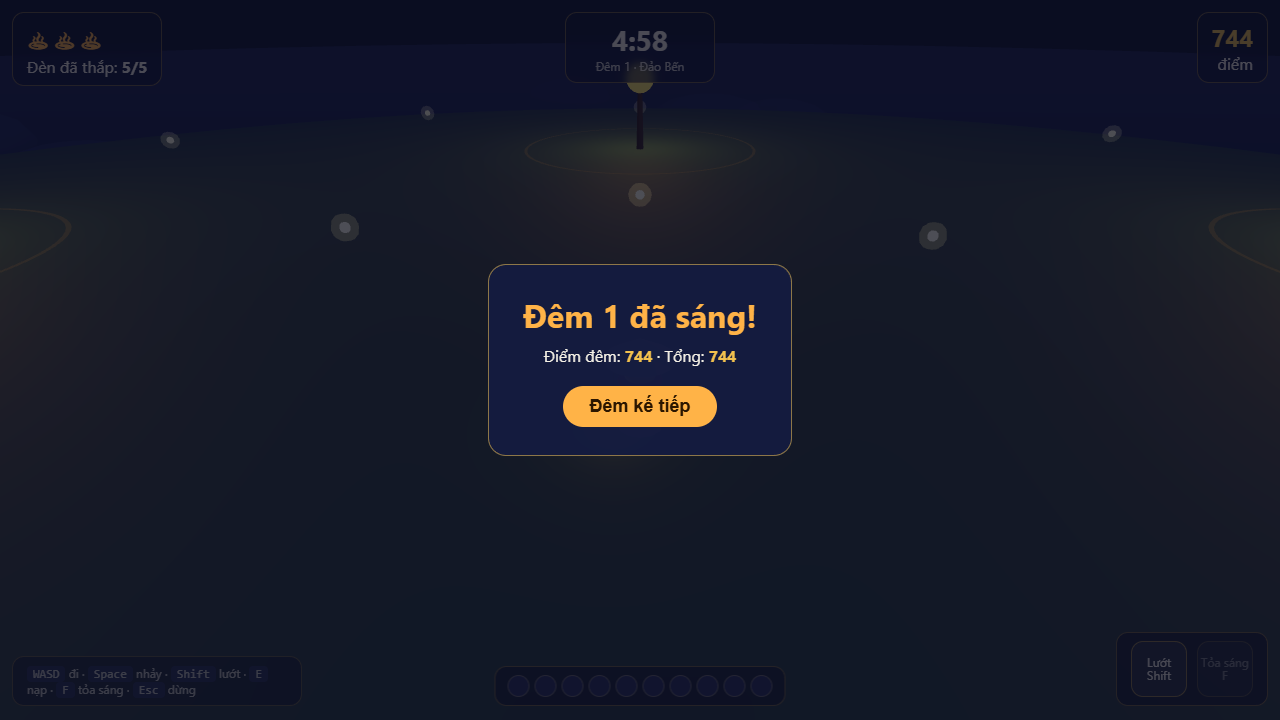 Đèn đã thắp: 5/5
4:58
Đêm 1 · Đảo Bến
744
điểm
Đêm 1 đã sáng!
Điểm đêm: 744 · Tổng: 744
Đêm kế tiếp
WASD đi · Space nhảy · Shift lướt · E
nạp · F tỏa sáng · Esc dừng
Lướt
Shift
Tỏa sáng
F